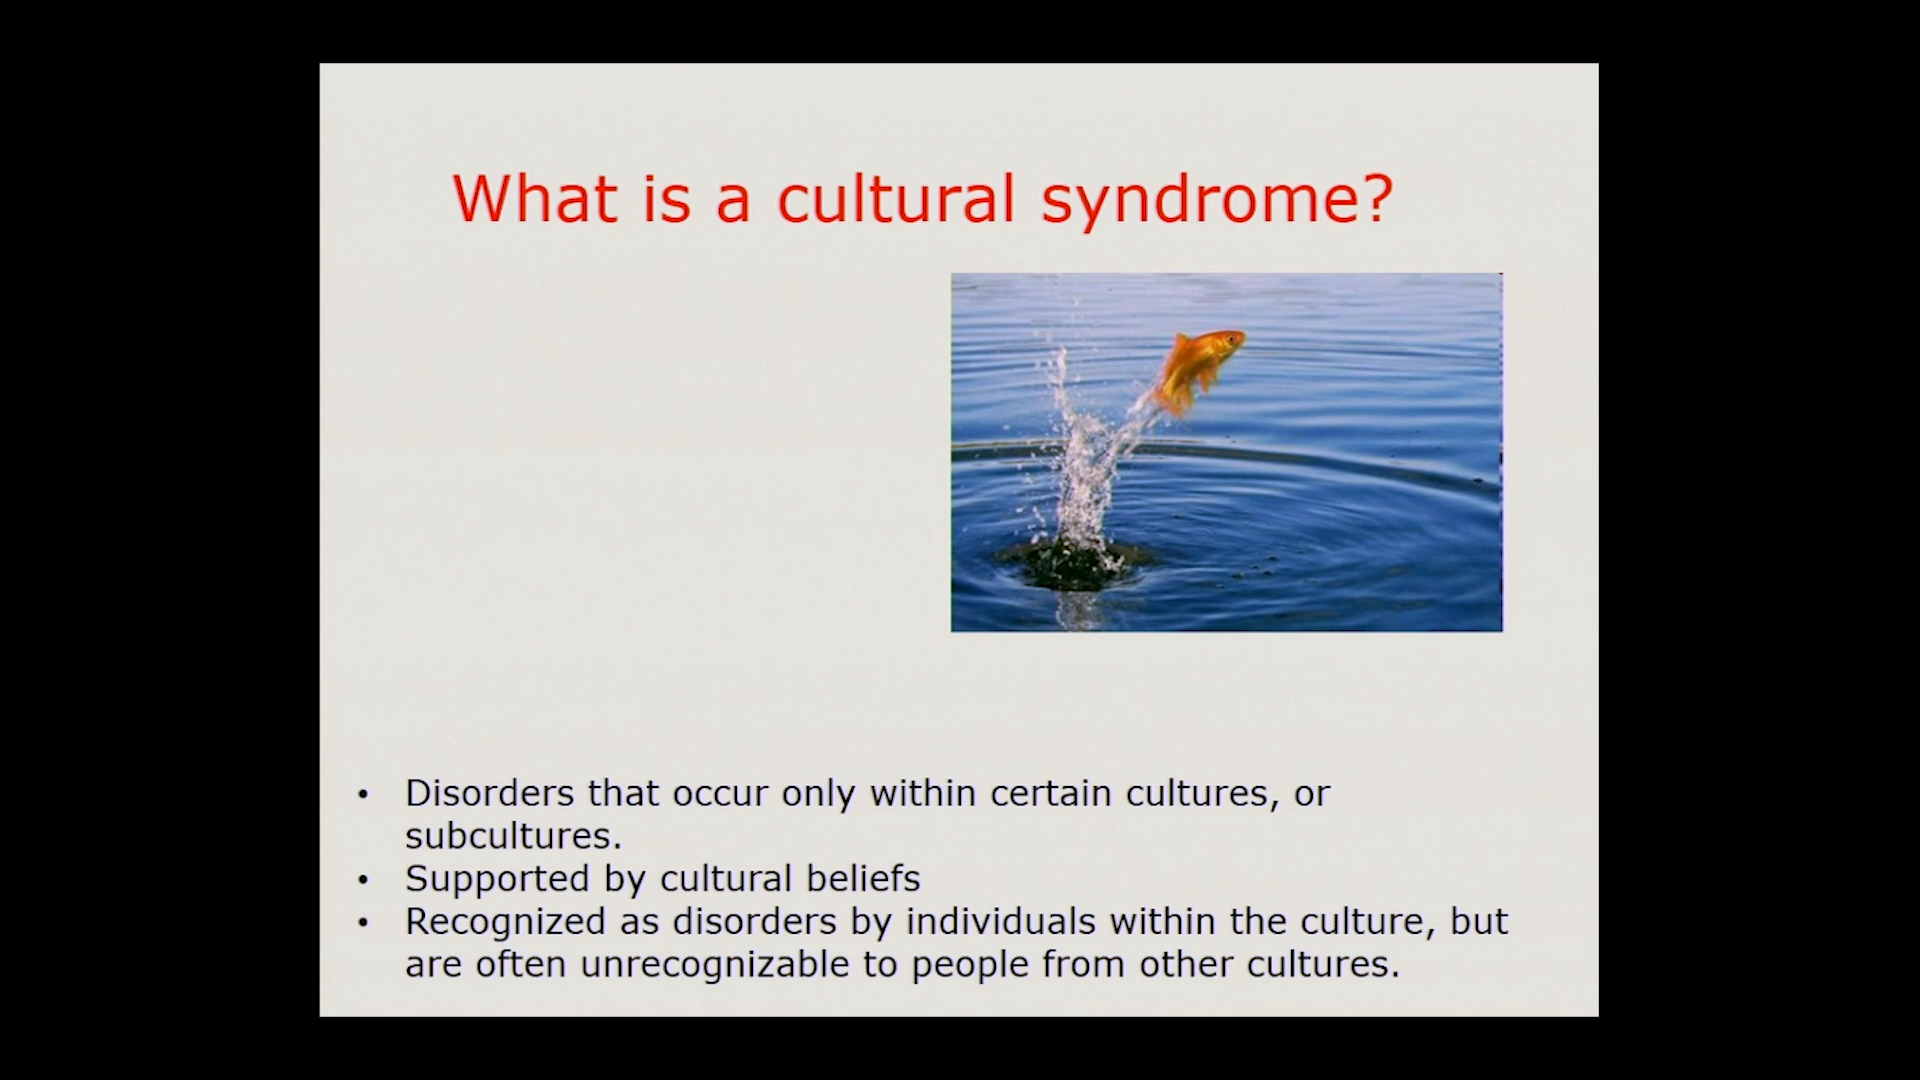 What is a cultural syndrome?
• Disorders that occur only within certain cultures, or
subcultures.
• Supported by cultural beliefs
• Recognized as disorders by individuals within the culture, but
are often unrecognizable to people from other cultures.